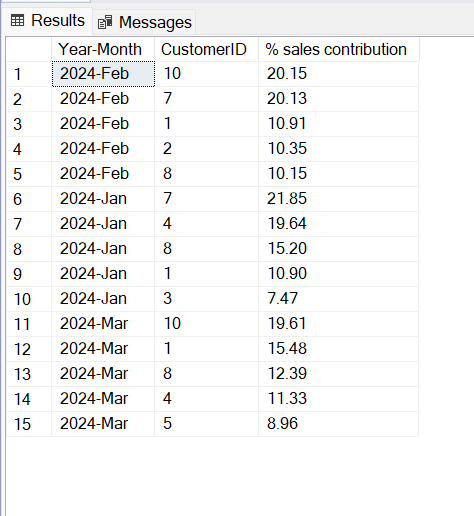 Results Messages
Year-Month CustomerID % sales contribution
1 2024-Feb 10 20.15
2 2024-Feb 7 20.13
3 2024-Feb 1 10.91
4 2024-Feb 2 10.35
5 2024-Feb 8 10.15
6 2024-Jan 7 21.85
7 2024-Jan 4 19.64
8 2024-Jan 8 15.20
9 2024-Jan 1 10.90
10 2024-Jan 3 7.47
11 2024-Mar 10 19.61
12 2024-Mar 1 15.48
13 2024-Mar 8 12.39
14 2024-Mar 4 11.33
15 2024-Mar 5 8.96